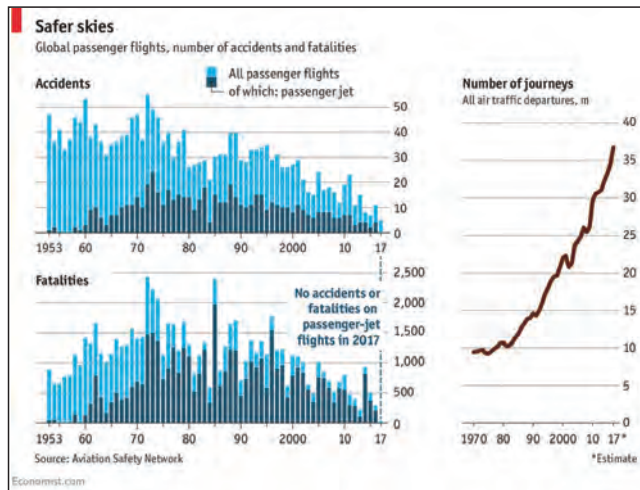 Safer skies
Global passenger flights, number of accidents and fatalities
Accidents
All passenger flights
of which: passenger jet
50
40
30
20
10
0
1953 60 70 80 90 2000 10 17
Fatalities
2,500
2,000
1,500
1,000
500
0
No accidents or
fatalities on
passenger-jet
flights in 2017
1953 60 70 80 90 2000 10 17
Number of journeys
All air traffic departures, m
40
35
30
25
20
15
10
5
0
1970 80 90 2000 10 17*
Source: Aviation Safety Network
*Estimate
Economist.com